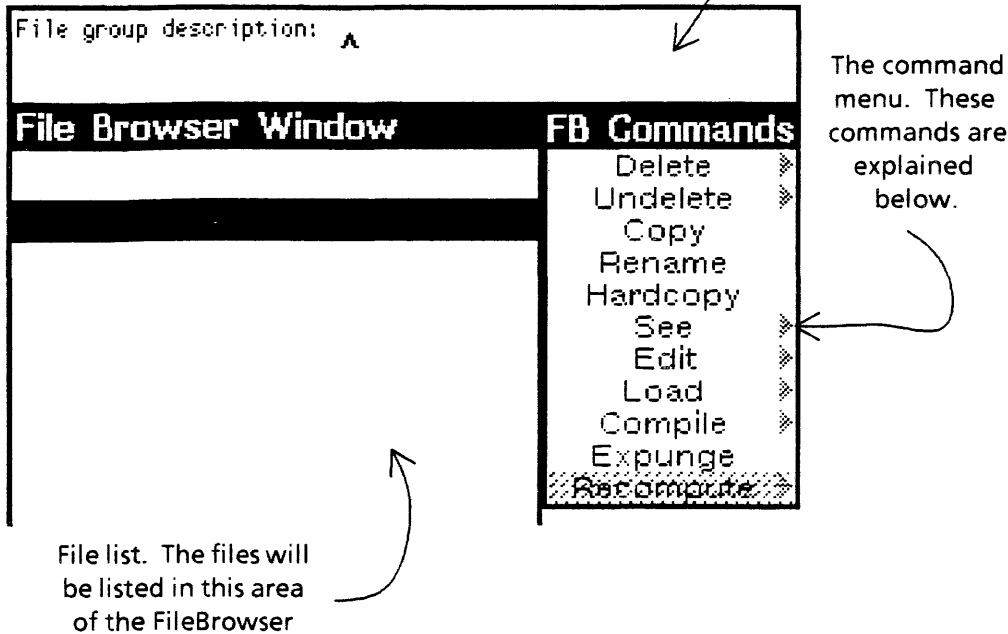 File group description:
The command
menu. These
commands are
explained
below.
File Browser Window
FB Commands
Delete
Undelete
Copy
Rename
Hardcopy
See
Edit
Load
Compile
Expunge
Recompute
File list. The files will
be listed in this area
of the FileBrowser